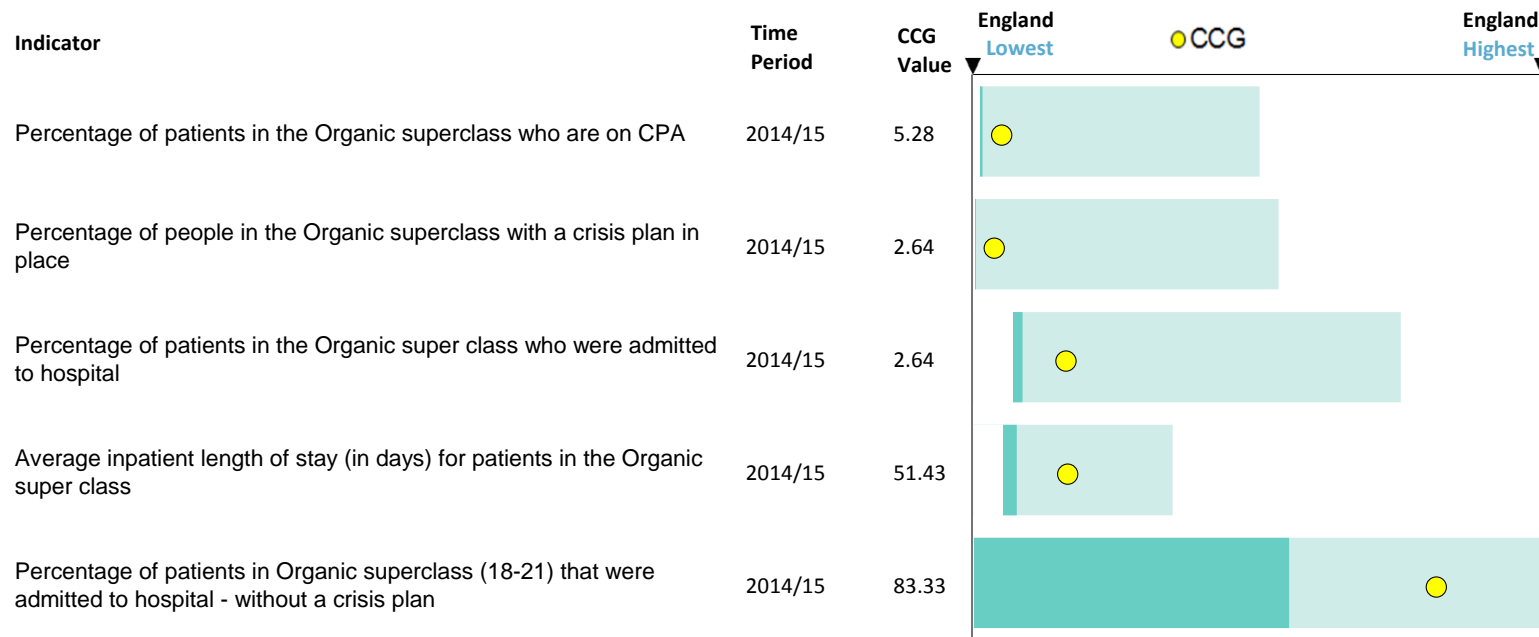 Indicator
Time Period
CCG Value
England Lowest
CCG
England Highest
Percentage of patients in the Organic superclass who are on CPA 2014/15 5.28
Percentage of people in the Organic superclass with a crisis plan in
place
2014/15 2.64
Percentage of patients in the Organic super class who were admitted
to hospital
2014/15 2.64
Average inpatient length of stay (in days) for patients in the Organic
super class
2014/15 51.43
Percentage of patients in Organic superclass (18-21) that were
admitted to hospital - without a crisis plan
2014/15 83.33